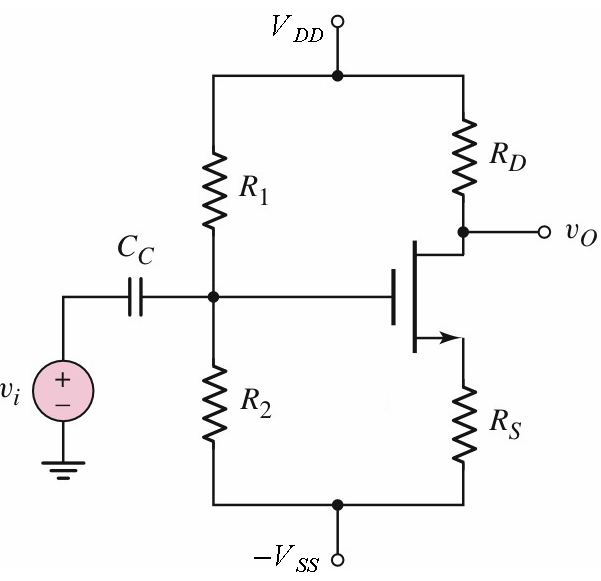 V_DD
R_D
R_1
v_O
C_C
+
−
v_i
R_2
R_S
−V_SS